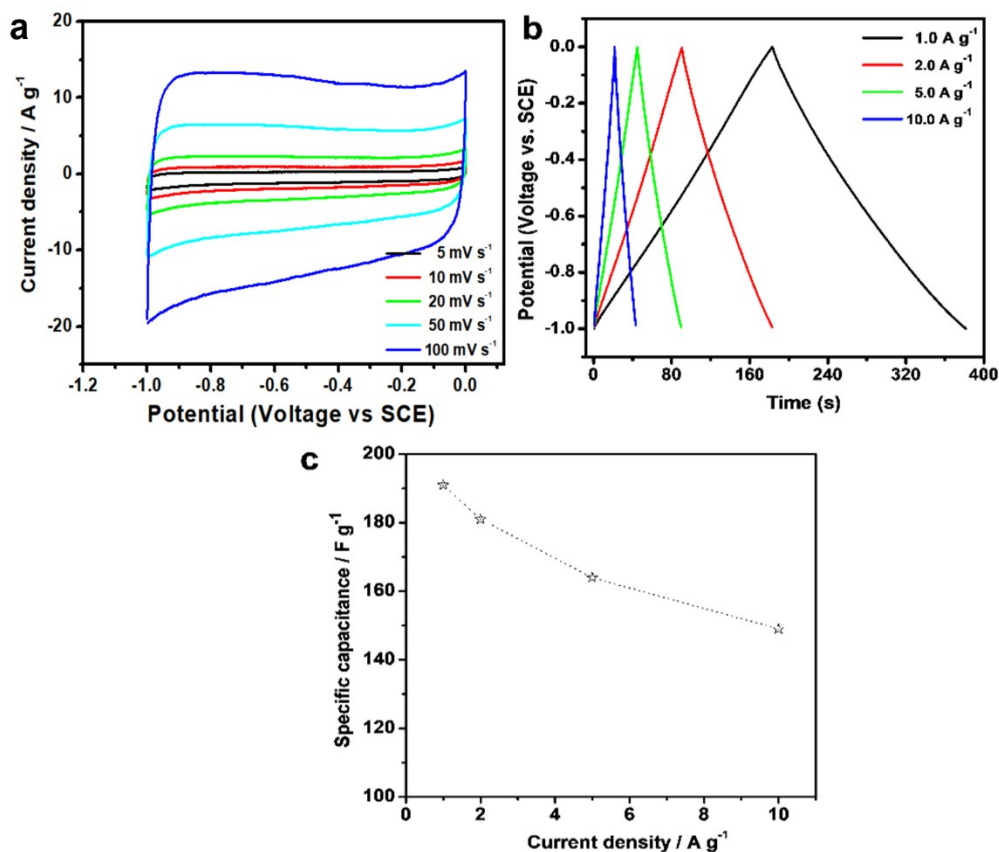 a
20
10
0
-10
-20
Current density / A g⁻¹
5 mV s⁻¹
10 mV s⁻¹
20 mV s⁻¹
50 mV s⁻¹
100 mV s⁻¹
-1.2 -1.0 -0.8 -0.6 -0.4 -0.2 0.0
Potential (Voltage vs SCE)
b
0.0
-0.2
-0.4
-0.6
-0.8
-1.0
Potential (Voltage vs. SCE)
1.0 A g⁻¹
2.0 A g⁻¹
5.0 A g⁻¹
10.0 A g⁻¹
0 80 160 240 320 400
Time (s)
c
200
180
160
140
120
100
Specific capacitance / F g⁻¹
0 2 4 6 8 10
Current density / A g⁻¹